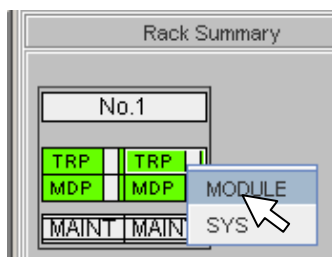 Rack Summary
No.1
TRP TRP
MDP MDP MODULE
MAINT MAIN SYS